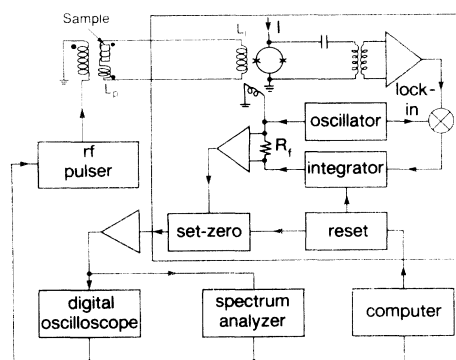 Sample
L_i
I
L_p
lock-
in
oscillator
rf
pulser
R_f
integrator
set-zero
reset
digital
oscilloscope
spectrum
analyzer
computer